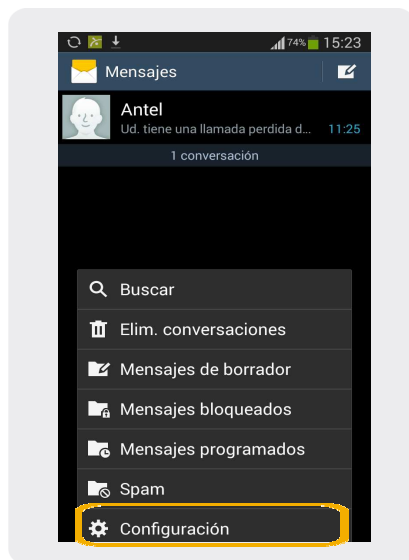 74% 15:23
Mensajes
Antel
Ud. tiene una llamada perdida d... 11:25
1 conversación
Buscar
Elim. conversaciones
Mensajes de borrador
Mensajes bloqueados
Mensajes programados
Spam
Configuración